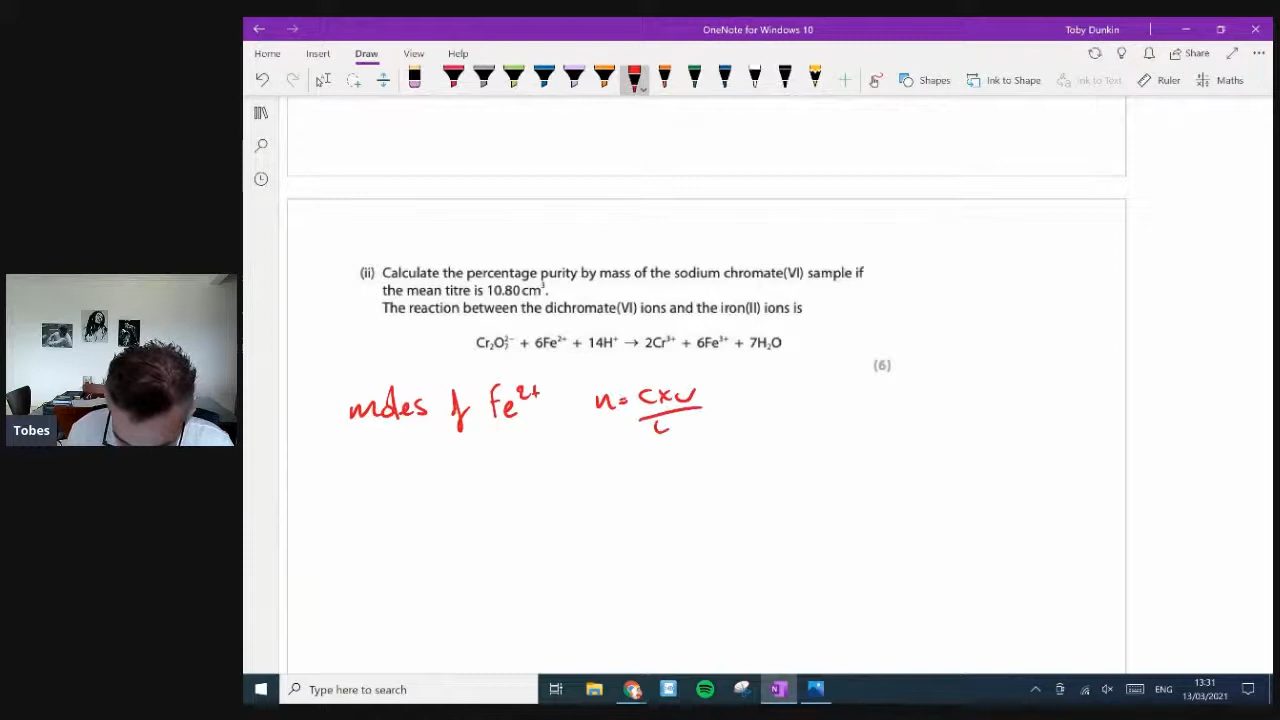 OneNote for Windows 10
Toby Dunkin
Home Insert Draw View Help
Share
Shapes Ink to Shape Ink to Text Ruler Maths
(ii) Calculate the percentage purity by mass of the sodium chromate(VI) sample if
the mean titre is 10.80 cm³.
The reaction between the dichromate(VI) ions and the iron(II) ions is
Cr₂O₇²⁻ + 6Fe²⁺ + 14H⁺ → 2Cr³⁺ + 6Fe³⁺ + 7H₂O
(6)
moles of Fe²⁺ n = c×v
Tobes
Type here to search
ENG
13:31
13/03/2021